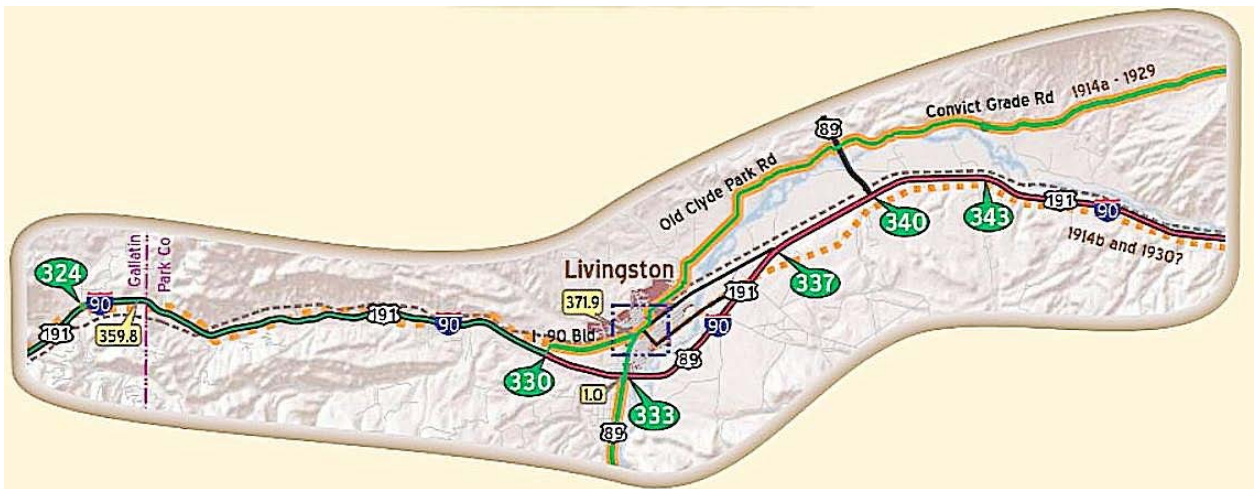 1914a - 1929
Convict Grade Rd
89
Old Clyde Park Rd
340
343
191
90
1914b and 1930?
Gallatin
Park Co
324
90
191
359.8
Livingston
371.9
337
191
90
191
90
I 90 Bld
89
330
1.0
333
89